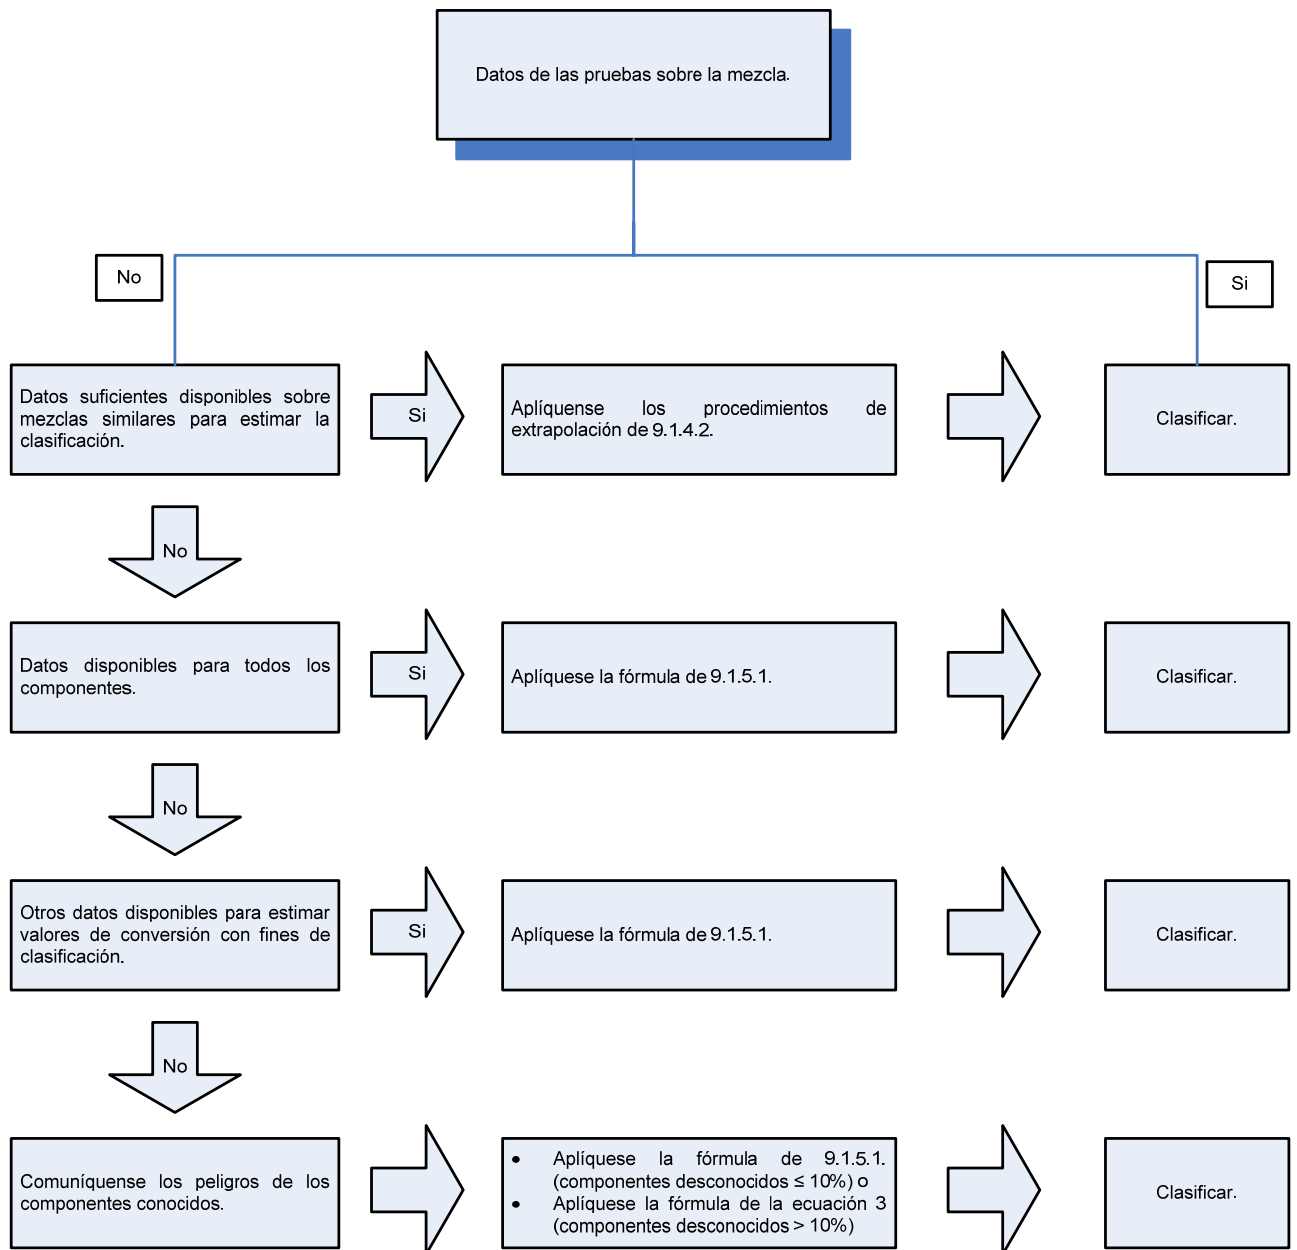 Datos de las pruebas sobre la mezcla.
No
Si
Datos suficientes disponibles sobre
mezclas similares para estimar la
clasificación.
Si
Aplíquense los procedimientos de
extrapolación de 9.1.4.2.
Clasificar.
No
Datos disponibles para todos los
componentes.
Si
Aplíquese la fórmula de 9.1.5.1.
Clasificar.
No
Otros datos disponibles para estimar
valores de conversión con fines de
clasificación.
Si
Aplíquese la fórmula de 9.1.5.1.
Clasificar.
No
Comuníquense los peligros de los
componentes conocidos.
• Aplíquese la fórmula de 9.1.5.1.
(componentes desconocidos ≤ 10%) o
• Aplíquese la fórmula de la ecuación 3
(componentes desconocidos > 10%)
Clasificar.